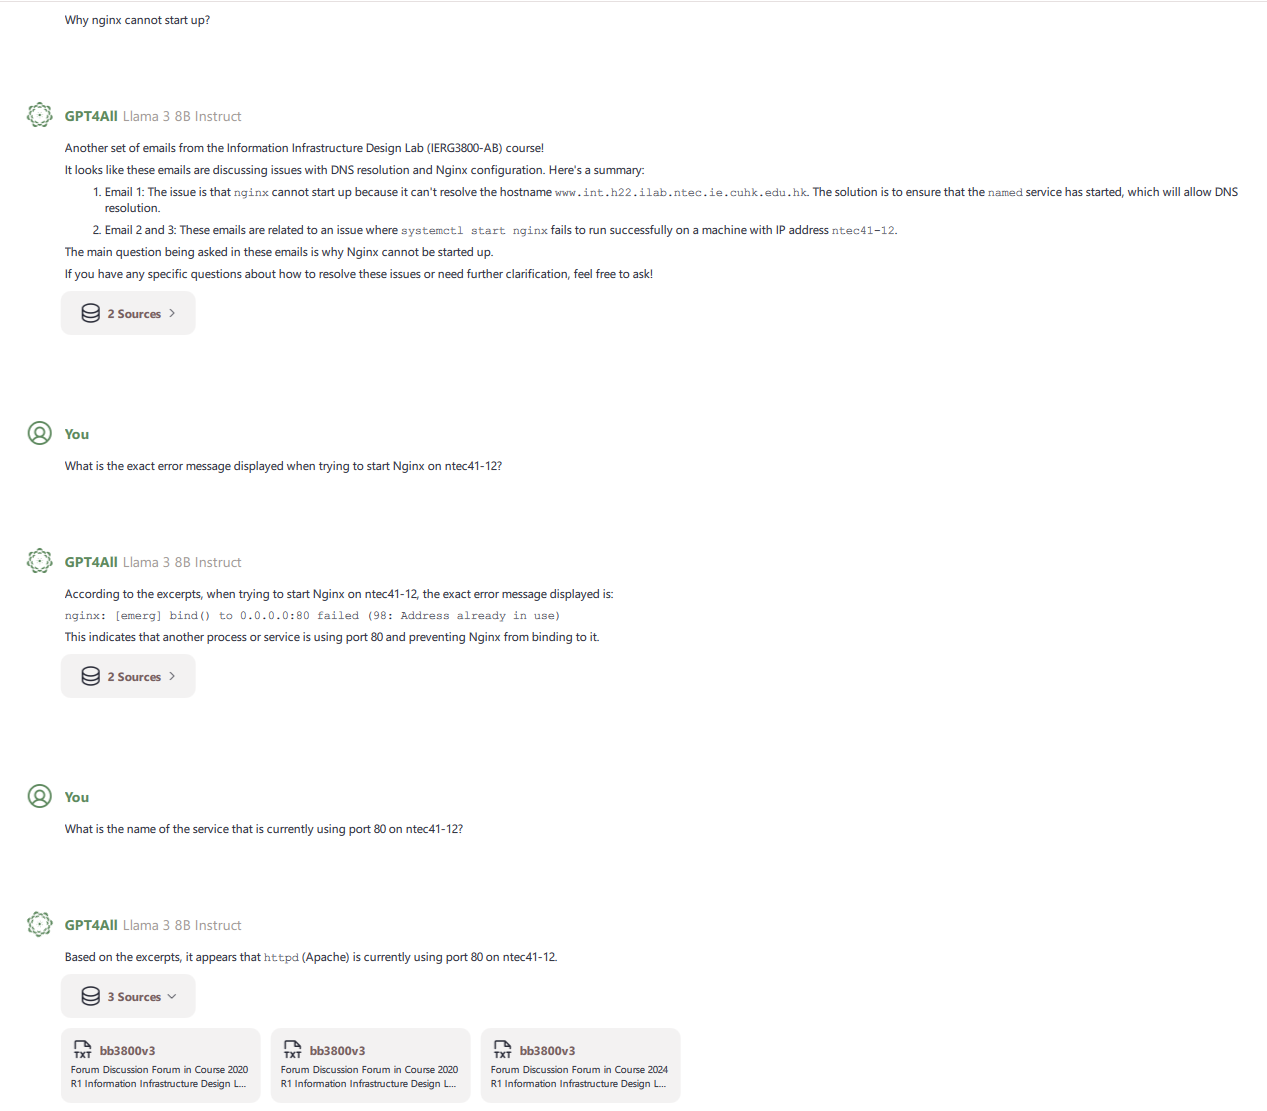 Why nginx cannot start up?
GPT4All Llama 3 8B Instruct
Another set of emails from the Information Infrastructure Design Lab (IERG3800-AB) course!
It looks like these emails are discussing issues with DNS resolution and Nginx configuration. Here's a summary:
1. Email 1: The issue is that nginx cannot start up because it can't resolve the hostname www.int.h22.ilab.ntec.ie.cuhk.edu.hk. The solution is to ensure that the named service has started, which will allow DNS
resolution.
2. Email 2 and 3: These emails are related to an issue where systemctl start nginx fails to run successfully on a machine with IP address ntec41-12.
The main question being asked in these emails is why Nginx cannot be started up.
If you have any specific questions about how to resolve these issues or need further clarification, feel free to ask!
2 Sources
You
What is the exact error message displayed when trying to start Nginx on ntec41-12?
GPT4All Llama 3 8B Instruct
According to the excerpts, when trying to start Nginx on ntec41-12, the exact error message displayed is:
nginx: [emerg] bind() to 0.0.0.0:80 failed (98: Address already in use)
This indicates that another process or service is using port 80 and preventing Nginx from binding to it.
2 Sources
You
What is the name of the service that is currently using port 80 on ntec41-12?
GPT4All Llama 3 8B Instruct
Based on the excerpts, it appears that httpd (Apache) is currently using port 80 on ntec41-12.
3 Sources
TXT bb3800v3
Forum Discussion Forum in Course 2020
R1 Information Infrastructure Design L...
TXT bb3800v3
Forum Discussion Forum in Course 2020
R1 Information Infrastructure Design L...
TXT bb3800v3
Forum Discussion Forum in Course 2024
R1 Information Infrastructure Design L...